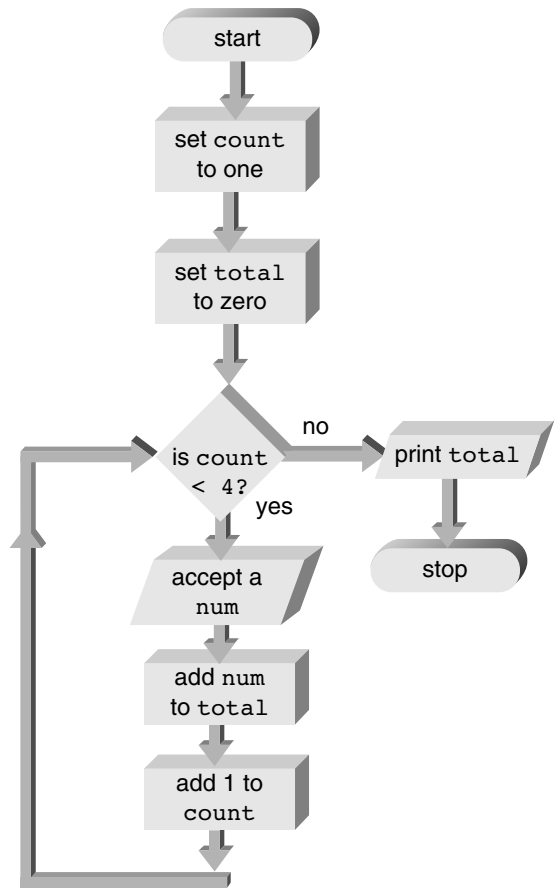 start
set count
to one
set total
to zero
is count
< 4?
no
print total
stop
yes
accept a
num
add num
to total
add 1 to
count